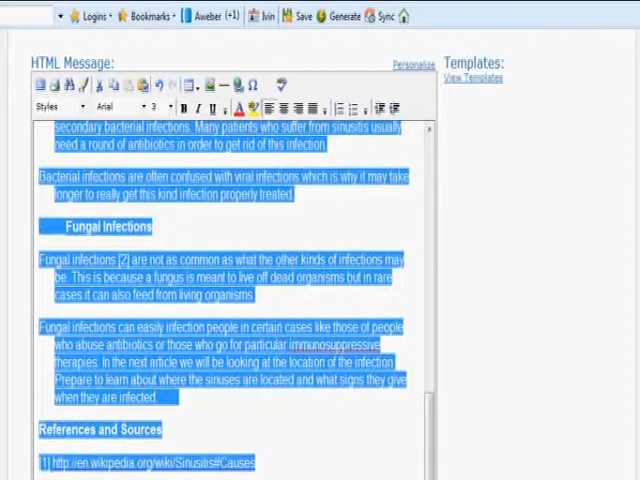 Logins Bookmarks Aweber (+1) Ivin Save Generate Sync
HTML Message:
Personalize
Templates:
View Templates
Styles Arial 3 B I U A
secondary bacterial infections. Many patients who suffer from sinusitis usually
need a round of antibiotics in order to get rid of this infection.
Bacterial infections are often confused with viral infections which is why it may take
longer to really get this kind infection properly treated.
Fungal Infections
Fungal infections [2] are not as common as what the other kinds of infections may
be. This is because a fungus is meant to live off dead organisms but in rare
cases it can also feed from living organisms.
Fungal infections can easily infection people in certain cases like those of people
who abuse antibiotics or those who go for particular immunosuppressive
therapies. In the next article we will be looking at the location of the infection.
Prepare to learn about where the sinuses are located and what signs they give
when they are infected.
References and Sources
[1] http://en.wikipedia.org/wiki/Sinusitis#Causes